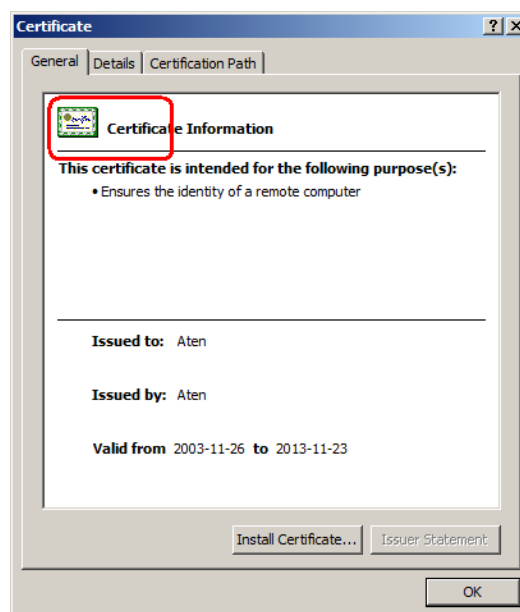 Certificate
General Details Certification Path
Certificate Information
This certificate is intended for the following purpose(s):
• Ensures the identity of a remote computer
Issued to: Aten
Issued by: Aten
Valid from 2003-11-26 to 2013-11-23
Install Certificate... Issuer Statement
OK